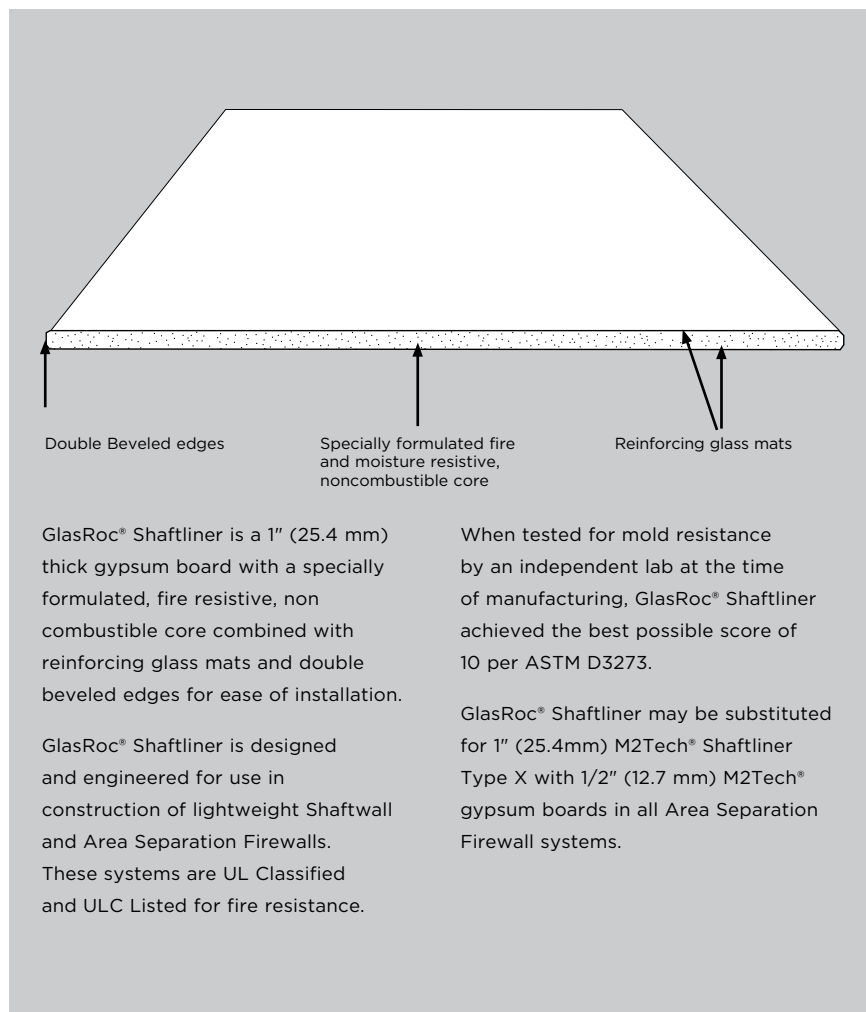 Double Beveled edges
Specially formulated fire
and moisture resistive,
noncombustible core
Reinforcing glass mats
GlasRoc® Shaftliner is a 1" (25.4 mm)
thick gypsum board with a specially
formulated, fire resistive, non
combustible core combined with
reinforcing glass mats and double
beveled edges for ease of installation.
GlasRoc® Shaftliner is designed
and engineered for use in
construction of lightweight Shaftwall
and Area Separation Firewalls.
These systems are UL Classified
and ULC Listed for fire resistance.
When tested for mold resistance
by an independent lab at the time
of manufacturing, GlasRoc® Shaftliner
achieved the best possible score of
10 per ASTM D3273.
GlasRoc® Shaftliner may be substituted
for 1" (25.4mm) M2Tech® Shaftliner
Type X with 1/2" (12.7 mm) M2Tech®
gypsum boards in all Area Separation
Firewall systems.